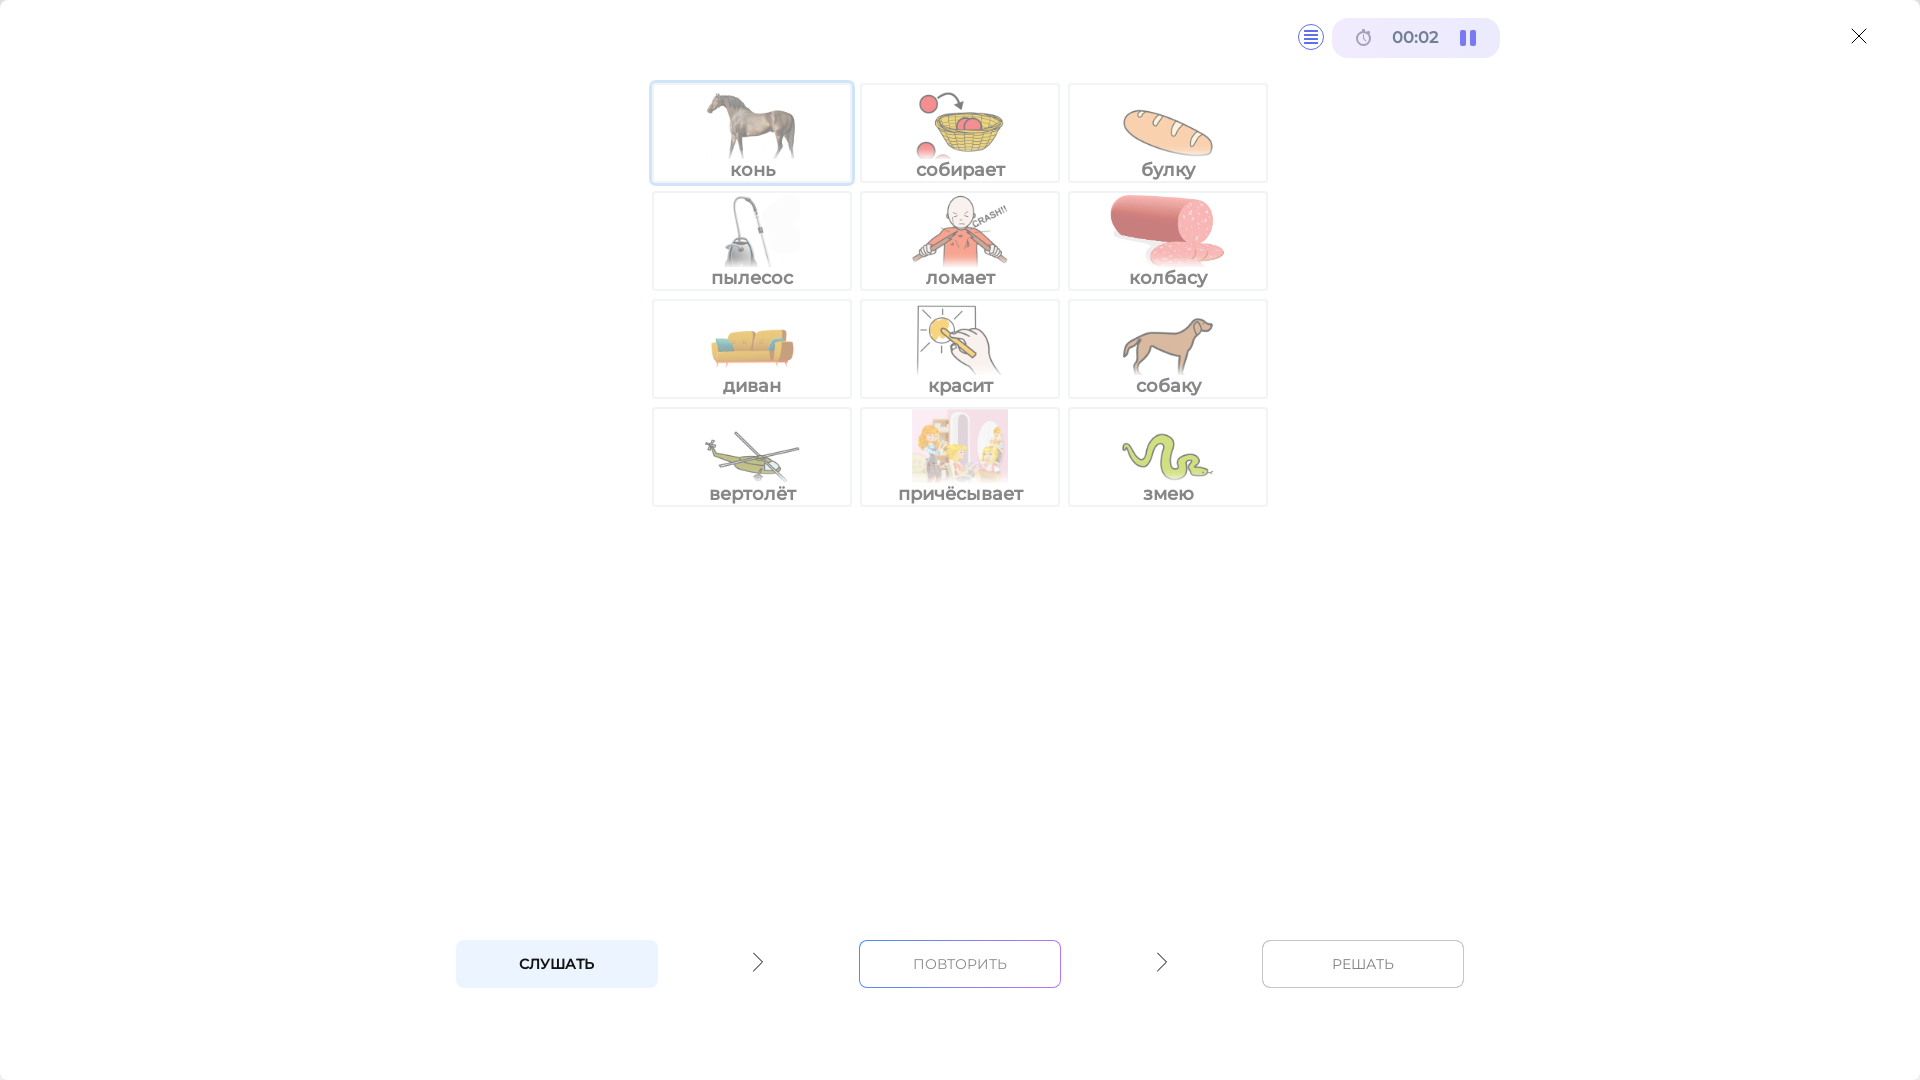 00:02
конь
собирает
булку
пылесос
CRASH!!
ломает
колбасу
диван
красит
собаку
вертолёт
причёсывает
змею
СЛУШАТЬ
ПОВТОРИТЬ
РЕШАТЬ